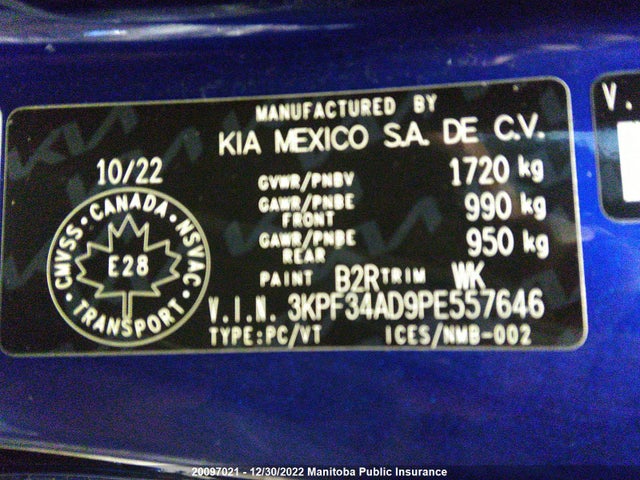 MANUFACTURED BY
KIA MEXICO S.A. DE C.V.
10/22
GVWR/PNBV 1720 kg
GAWR/PNBE FRONT 990 kg
GAWR/PNBE REAR 950 kg
PAINT B2R TRIM WK
V.I.N. 3KPF34AD9PE557646
TYPE:PC/VT ICES/NMB-002
CANADA
CMVSS • NSVAC
E28
TRANSPORT
V.
20097021 - 12/30/2022 Manitoba Public Insurance